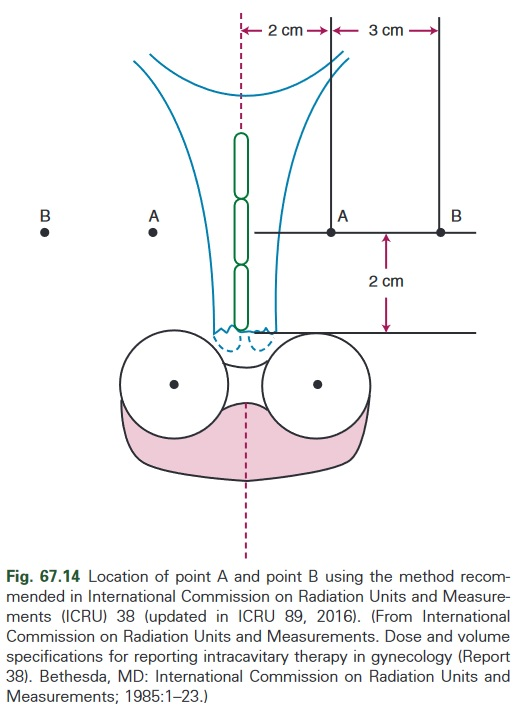 2 cm
3 cm
B
A
A
B
2 cm
Fig. 67.14 Location of point A and point B using the method recom-
mended in International Commission on Radiation Units and Measure-
ments (ICRU) 38 (updated in ICRU 89, 2016). (From International
Commission on Radiation Units and Measurements. Dose and volume
specifications for reporting intracavitary therapy in gynecology (Report
38). Bethesda, MD: International Commission on Radiation Units and
Measurements; 1985:1–23.)